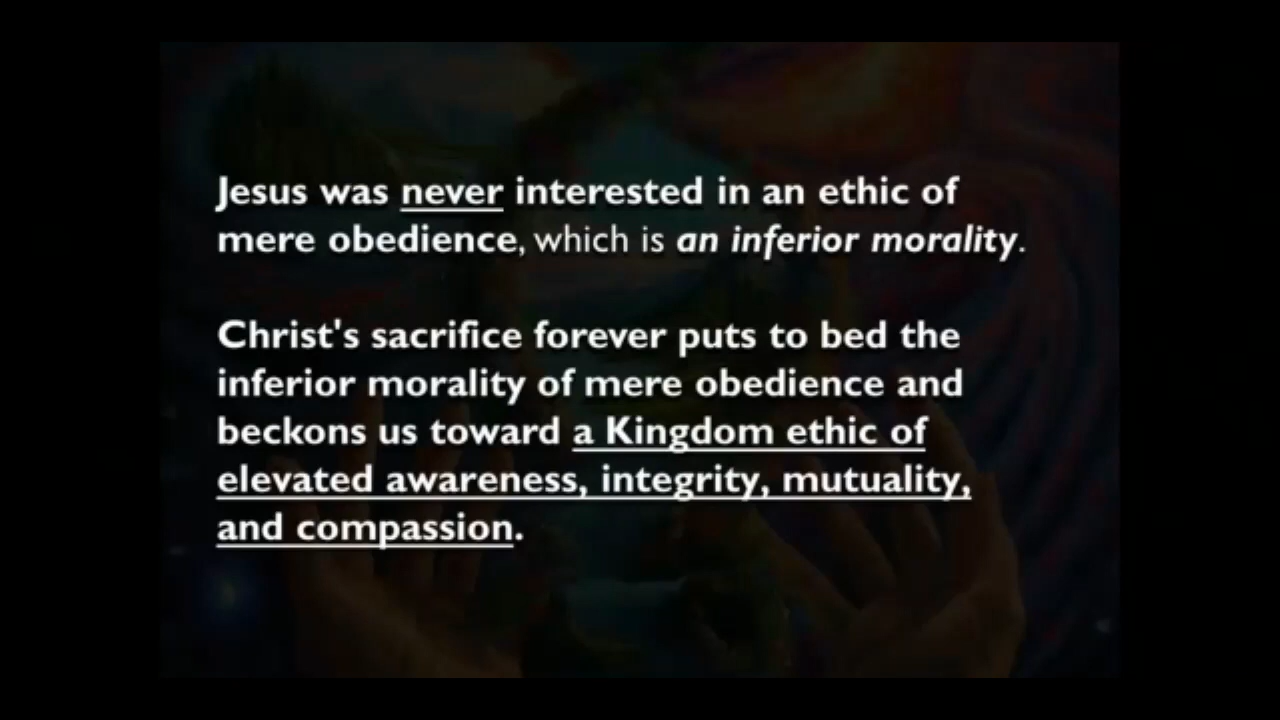 Jesus was never interested in an ethic of
mere obedience, which is an inferior morality.
Christ's sacrifice forever puts to bed the
inferior morality of mere obedience and
beckons us toward a Kingdom ethic of
elevated awareness, integrity, mutuality,
and compassion.